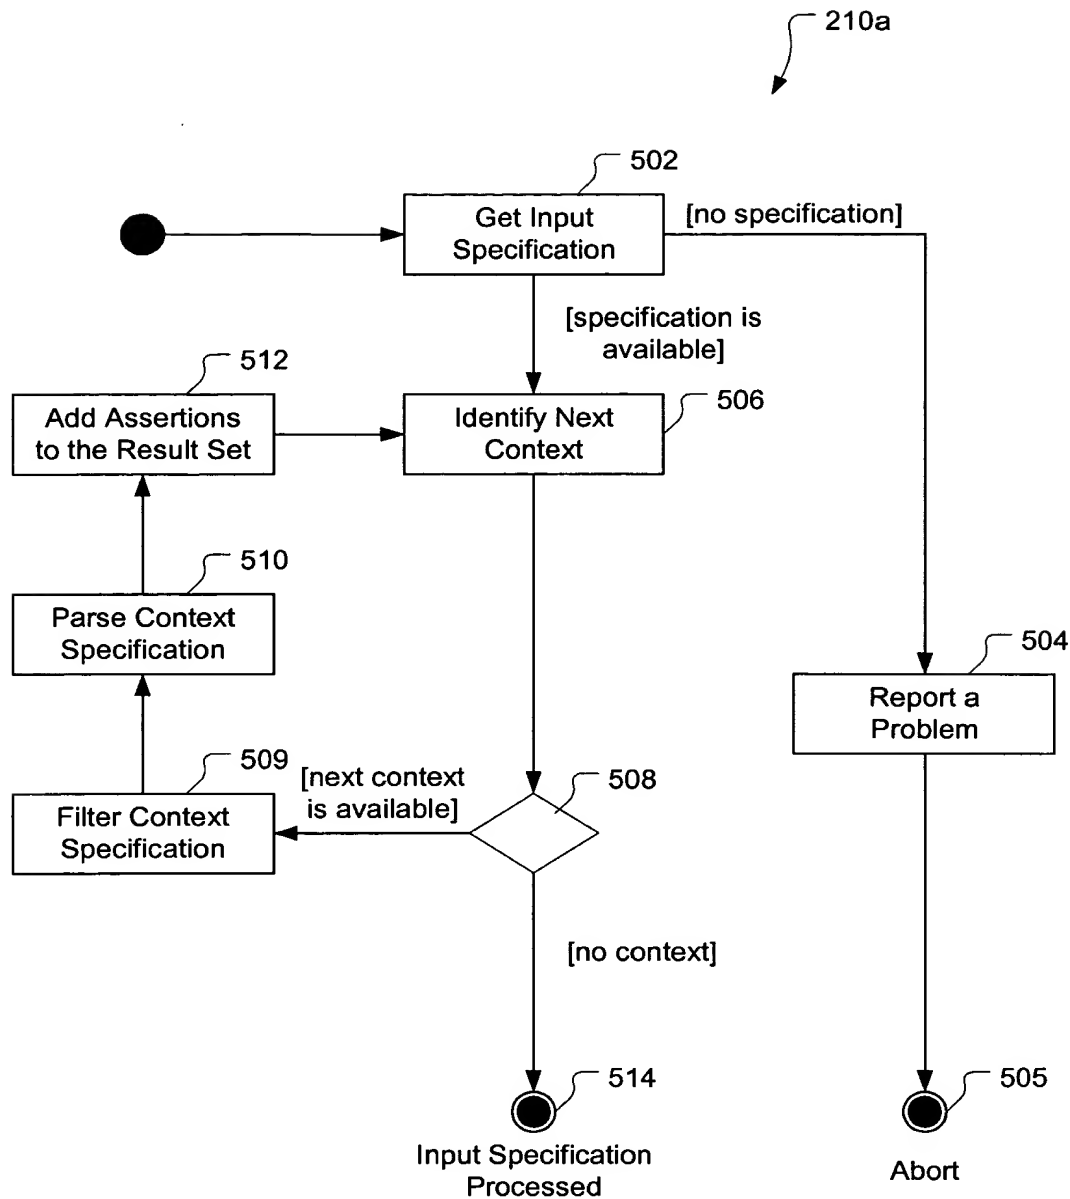 210a
502
Get Input
Specification
[no specification]
[specification is
available]
512
Add Assertions
to the Result Set
Identify Next
Context
506
510
Parse Context
Specification
504
Report a
Problem
509
Filter Context
Specification
[next context
is available]
508
[no context]
514
Input Specification
Processed
505
Abort